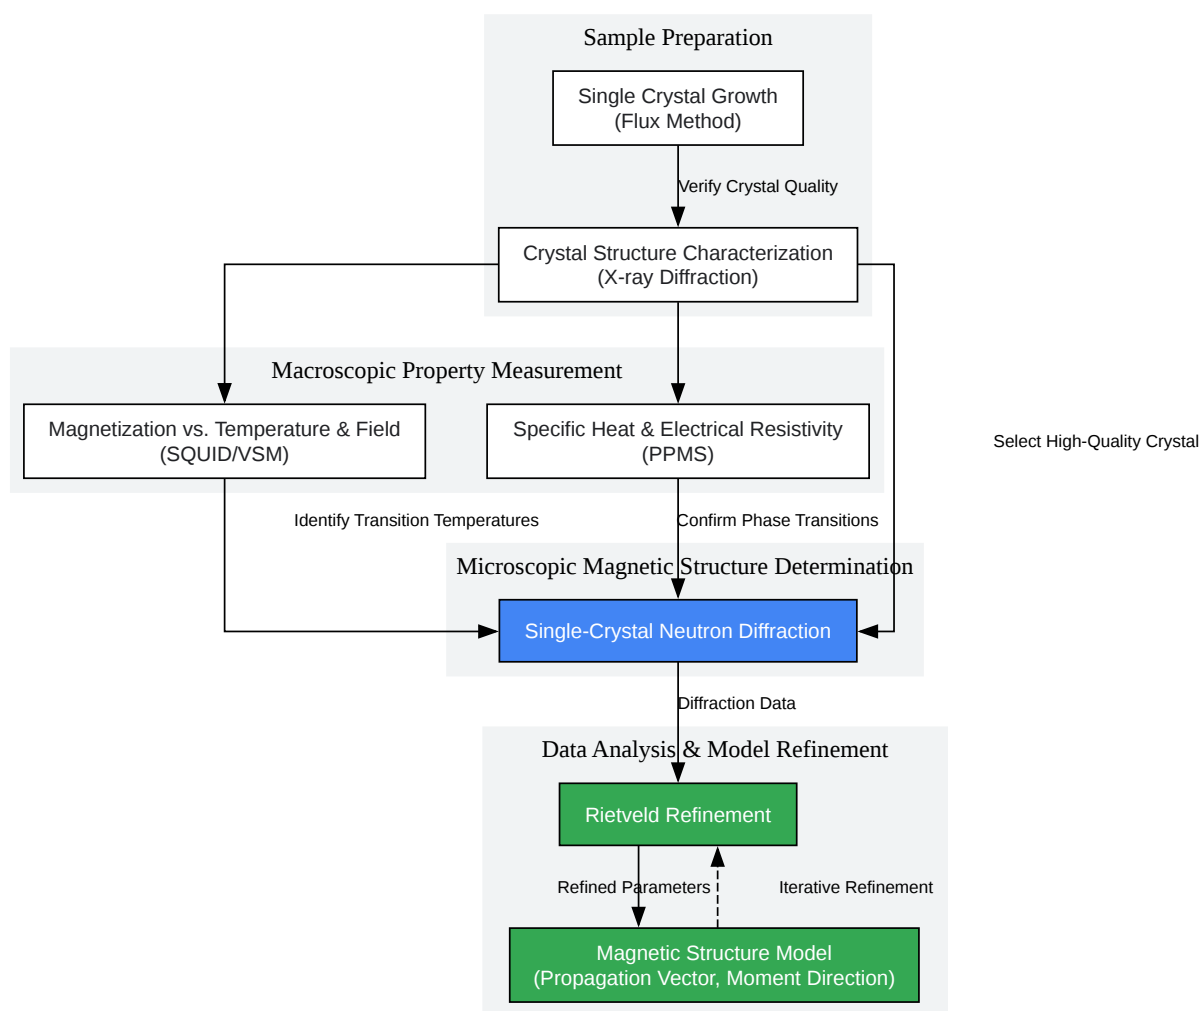 Sample Preparation
Single Crystal Growth
(Flux Method)
Verify Crystal Quality
Crystal Structure Characterization
(X-ray Diffraction)
Macroscopic Property Measurement
Magnetization vs. Temperature & Field
(SQUID/VSM)
Specific Heat & Electrical Resistivity
(PPMS)
Select High-Quality Crystal
Identify Transition Temperatures
Confirm Phase Transitions
Microscopic Magnetic Structure Determination
Single-Crystal Neutron Diffraction
Diffraction Data
Data Analysis & Model Refinement
Rietveld Refinement
Refined Parameters
Iterative Refinement
Magnetic Structure Model
(Propagation Vector, Moment Direction)